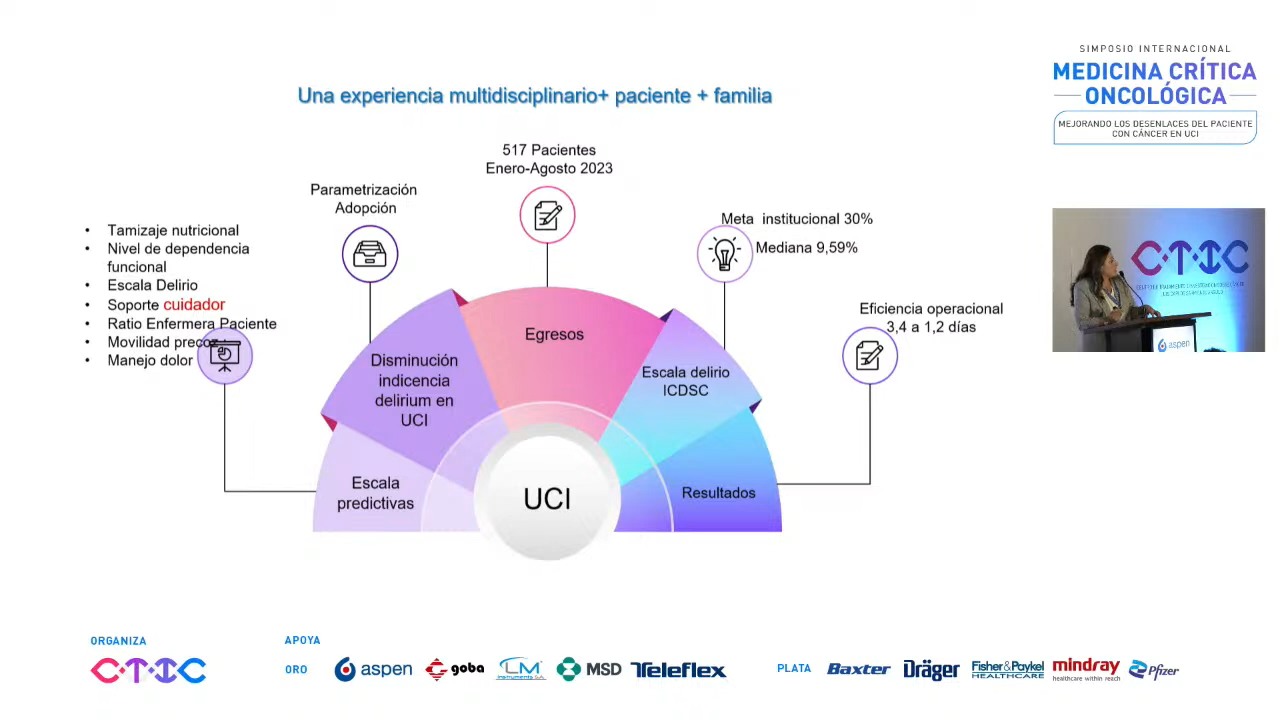 SIMPOSIO INTERNACIONAL
MEDICINA CRÍTICA
ONCOLÓGICA
MEJORANDO LOS DESENLACES DEL PACIENTE
CON CÁNCER EN UCI
Una experiencia multidisciplinario+ paciente + familia
517 Pacientes
Enero-Agosto 2023
Parametrización
Adopción
Meta institucional 30%
Mediana 9,59%
• Tamizaje nutricional
• Nivel de dependencia
funcional
• Escala Delirio
• Soporte cuidador
• Ratio Enfermera Paciente
• Movilidad precoz
• Manejo dolor
Eficiencia operacional
3,4 a 1,2 días
Egresos
Disminución
indicencia
delirium en
UCI
Escala delirio
ICDSC
Escala
predictivas
UCI
Resultados
CTIC
aspen
ORGANIZA
CTIC
APOYA
ORO
aspen
goba
LM
Instruments S.A.
MSD
Teleflex
PLATA
Baxter
Dräger
Fisher & Paykel
HEALTHCARE
mindray
healthcare within reach
Pfizer